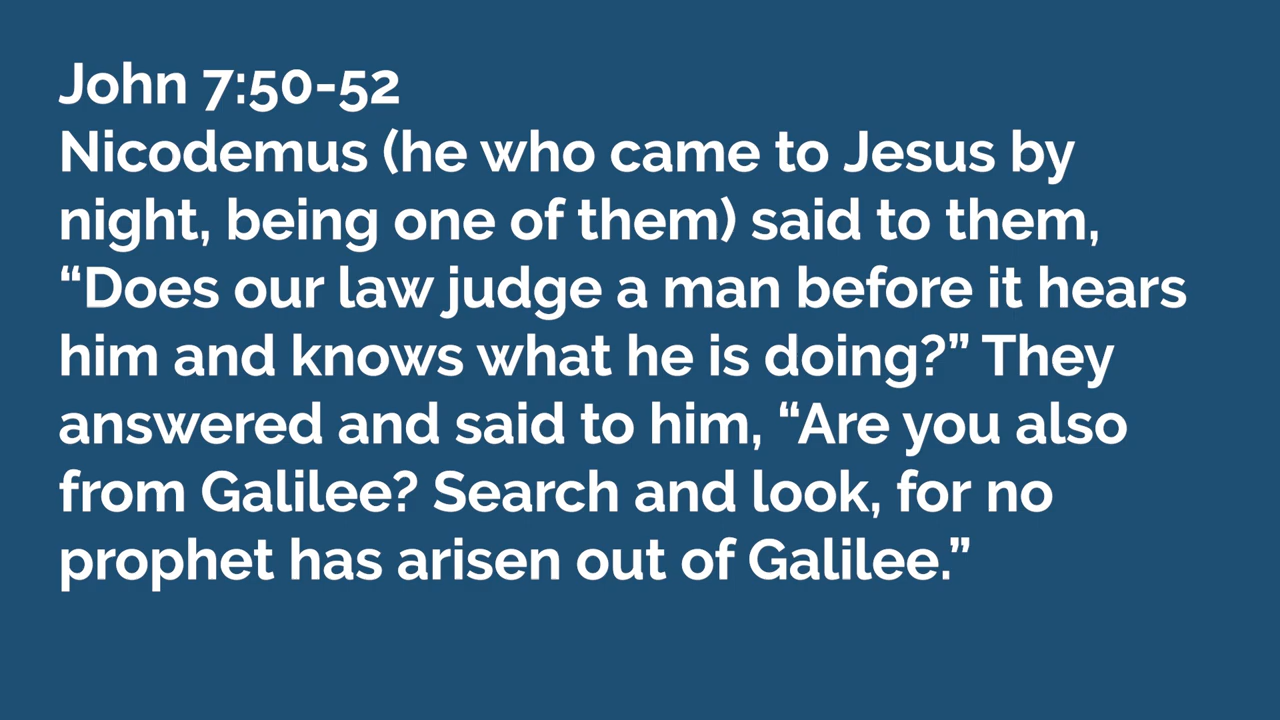 John 7:50-52
Nicodemus (he who came to Jesus by
night, being one of them) said to them,
“Does our law judge a man before it hears
him and knows what he is doing?” They
answered and said to him, “Are you also
from Galilee? Search and look, for no
prophet has arisen out of Galilee.”